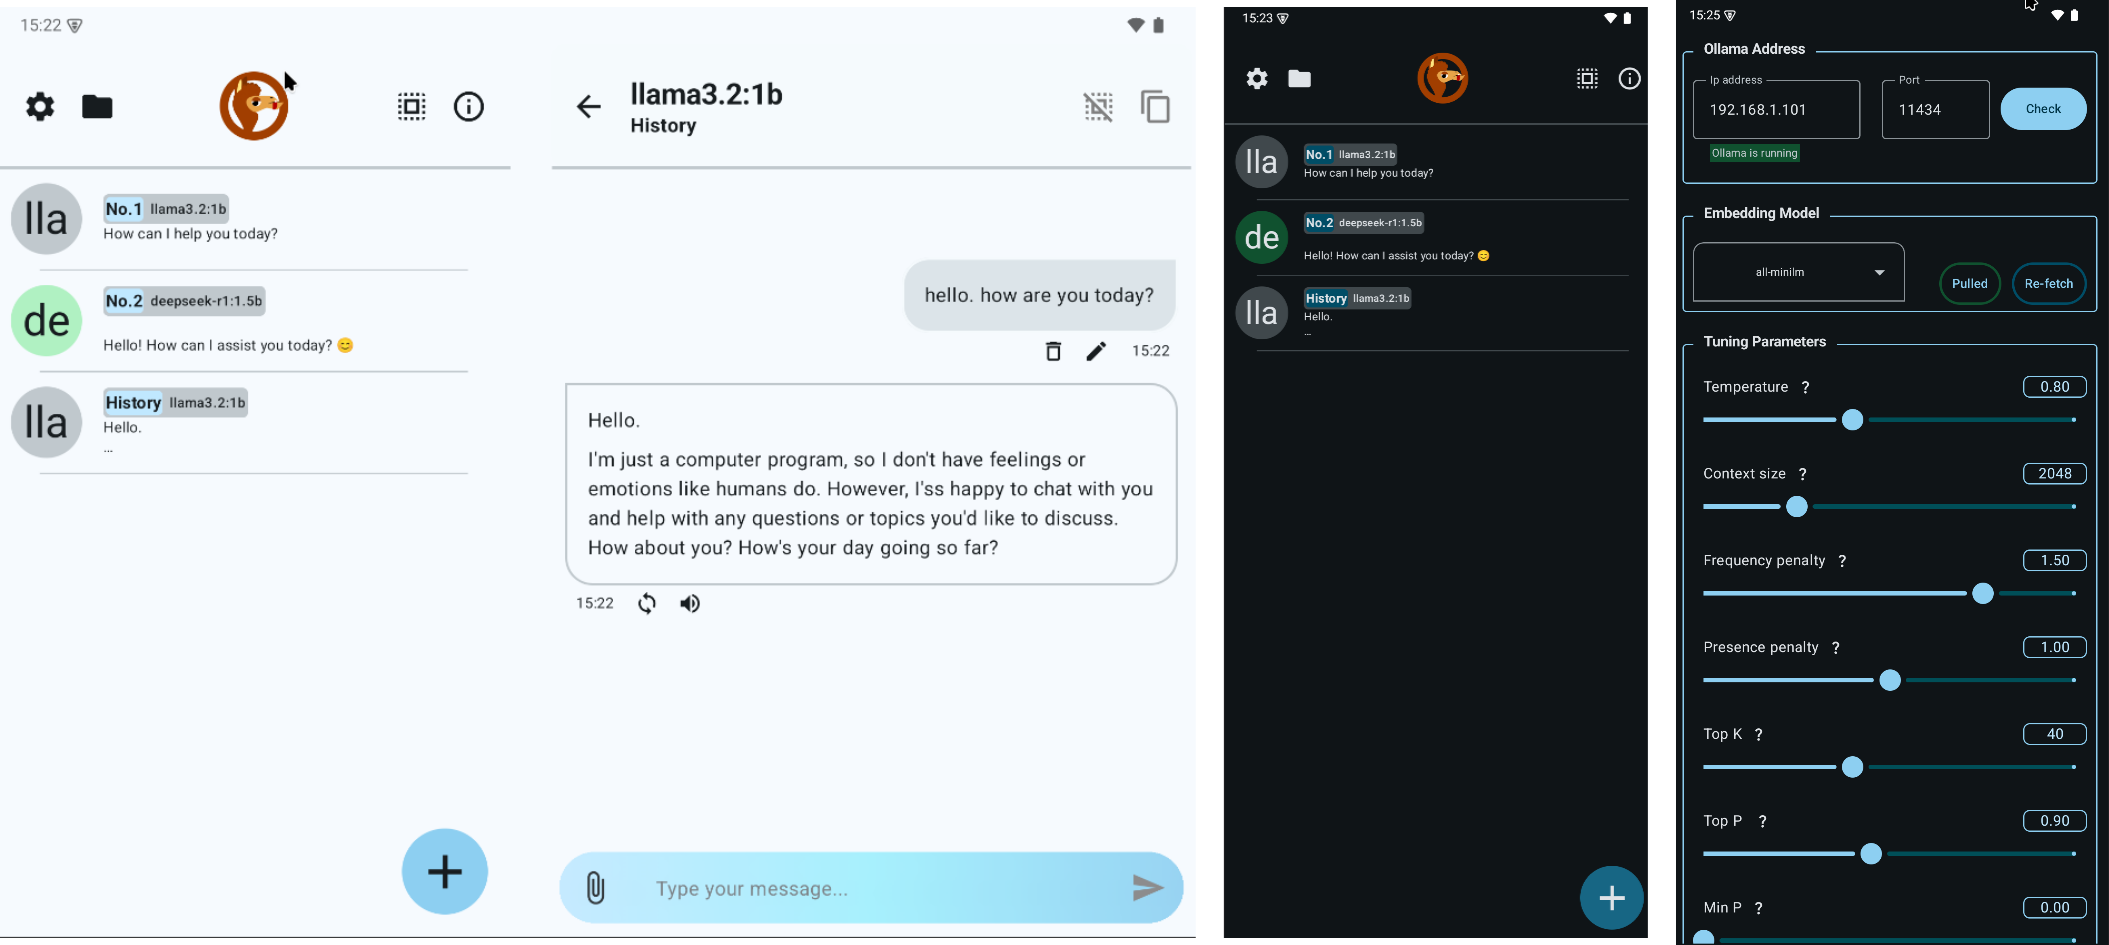 15:22
lla
No.1 llama3.2:1b
How can I help you today?
de
No.2 deepseek-r1:1.5b
Hello! How can I assist you today? 😊
lla
History llama3.2:1b
Hello.
...
llama3.2:1b
History
hello. how are you today?
15:22
Hello.
I'm just a computer program, so I don't have feelings or
emotions like humans do. However, I'ss happy to chat with you
and help with any questions or topics you'd like to discuss.
How about you? How's your day going so far?
15:22
Type your message...
15:23
lla
No.1 llama3.2:1b
How can I help you today?
de
No.2 deepseek-r1:1.5b
Hello! How can I assist you today? 😊
lla
History llama3.2:1b
Hello.
...
15:25
Ollama Address
Ip address
192.168.1.101
Port
11434
Check
Ollama is running
Embedding Model
all-minilm
Pulled
Re-fetch
Tuning Parameters
Temperature ? 0.80
Context size ? 2048
Frequency penalty ? 1.50
Presence penalty ? 1.00
Top K ? 40
Top P ? 0.90
Min P ? 0.00